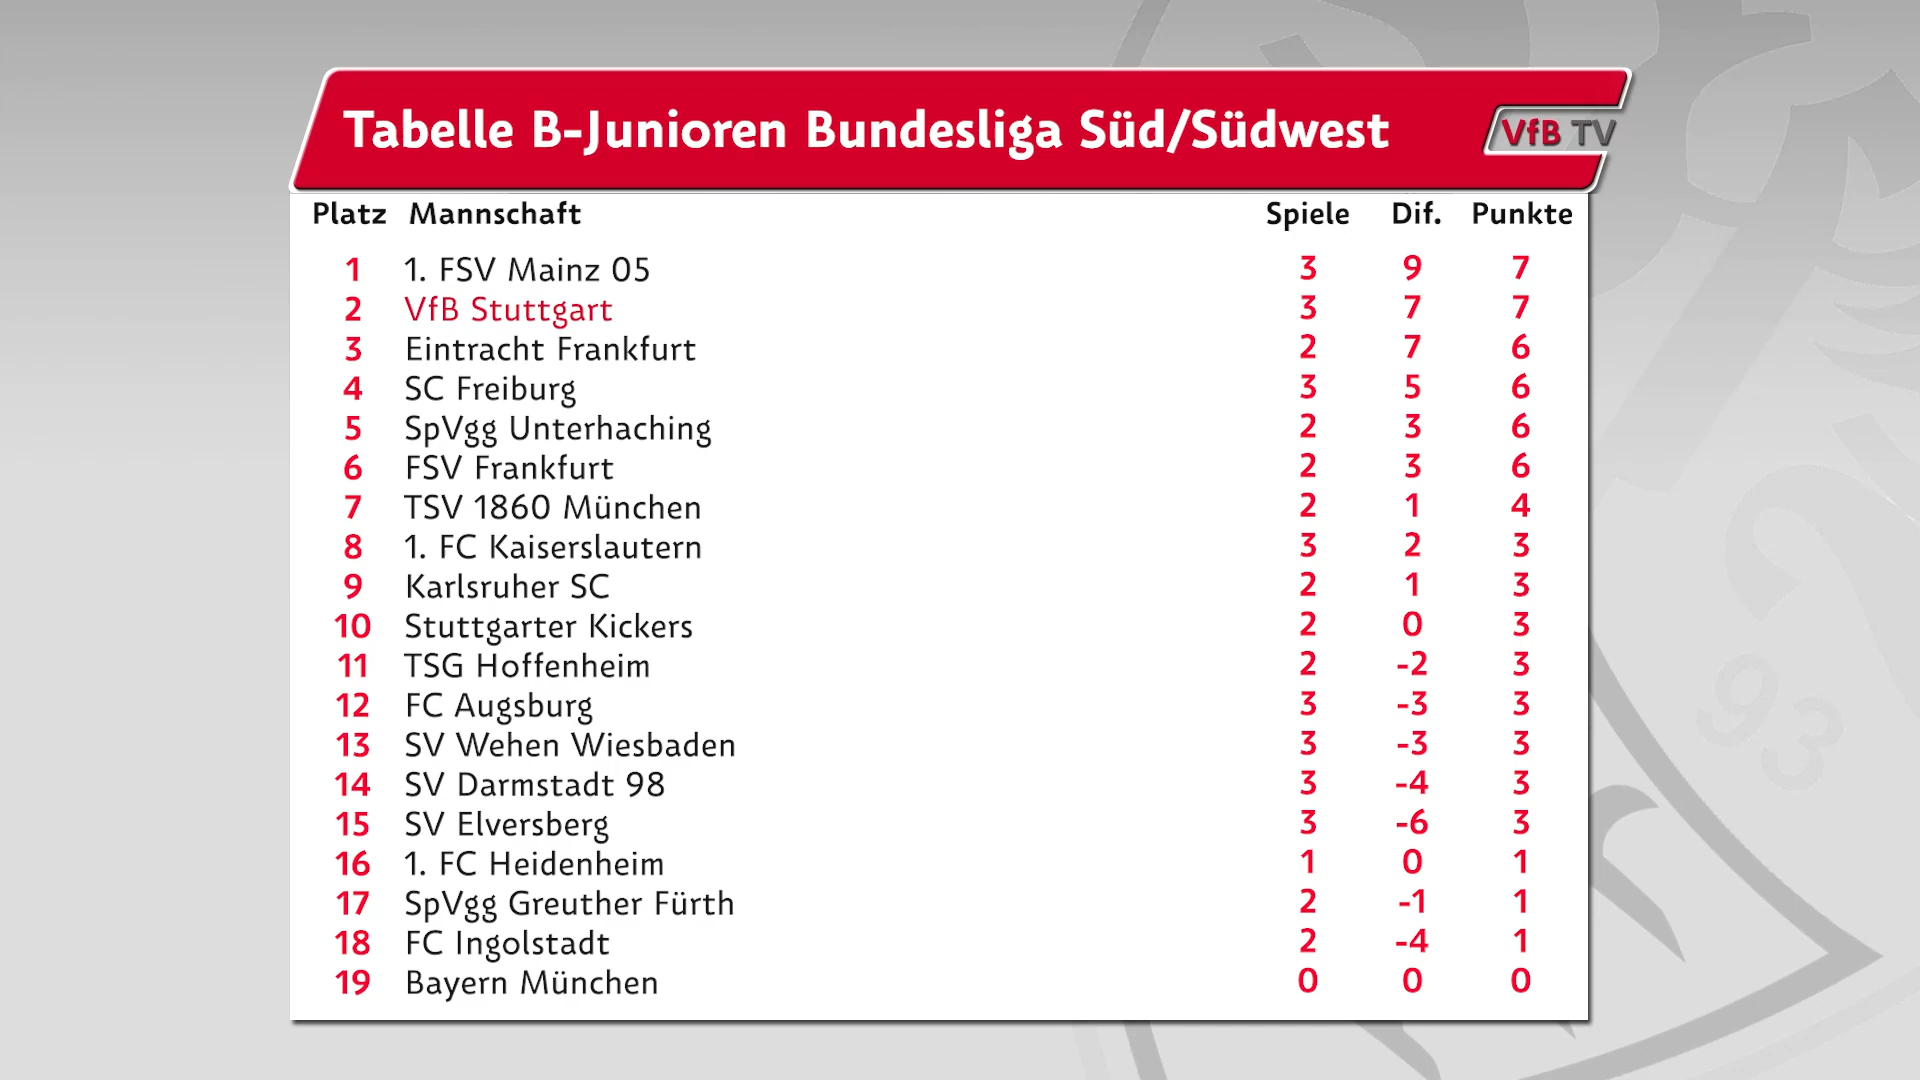 Tabelle B-Junioren Bundesliga Süd/Südwest
VfB TV
Platz Mannschaft Spiele Dif. Punkte
1 1. FSV Mainz 05 3 9 7
2 VfB Stuttgart 3 7 7
3 Eintracht Frankfurt 2 7 6
4 SC Freiburg 3 5 6
5 SpVgg Unterhaching 2 3 6
6 FSV Frankfurt 2 3 6
7 TSV 1860 München 2 1 4
8 1. FC Kaiserslautern 3 2 3
9 Karlsruher SC 2 1 3
10 Stuttgarter Kickers 2 0 3
11 TSG Hoffenheim 2 -2 3
12 FC Augsburg 3 -3 3
13 SV Wehen Wiesbaden 3 -3 3
14 SV Darmstadt 98 3 -4 3
15 SV Elversberg 3 -6 3
16 1. FC Heidenheim 1 0 1
17 SpVgg Greuther Fürth 2 -1 1
18 FC Ingolstadt 2 -4 1
19 Bayern München 0 0 0
93